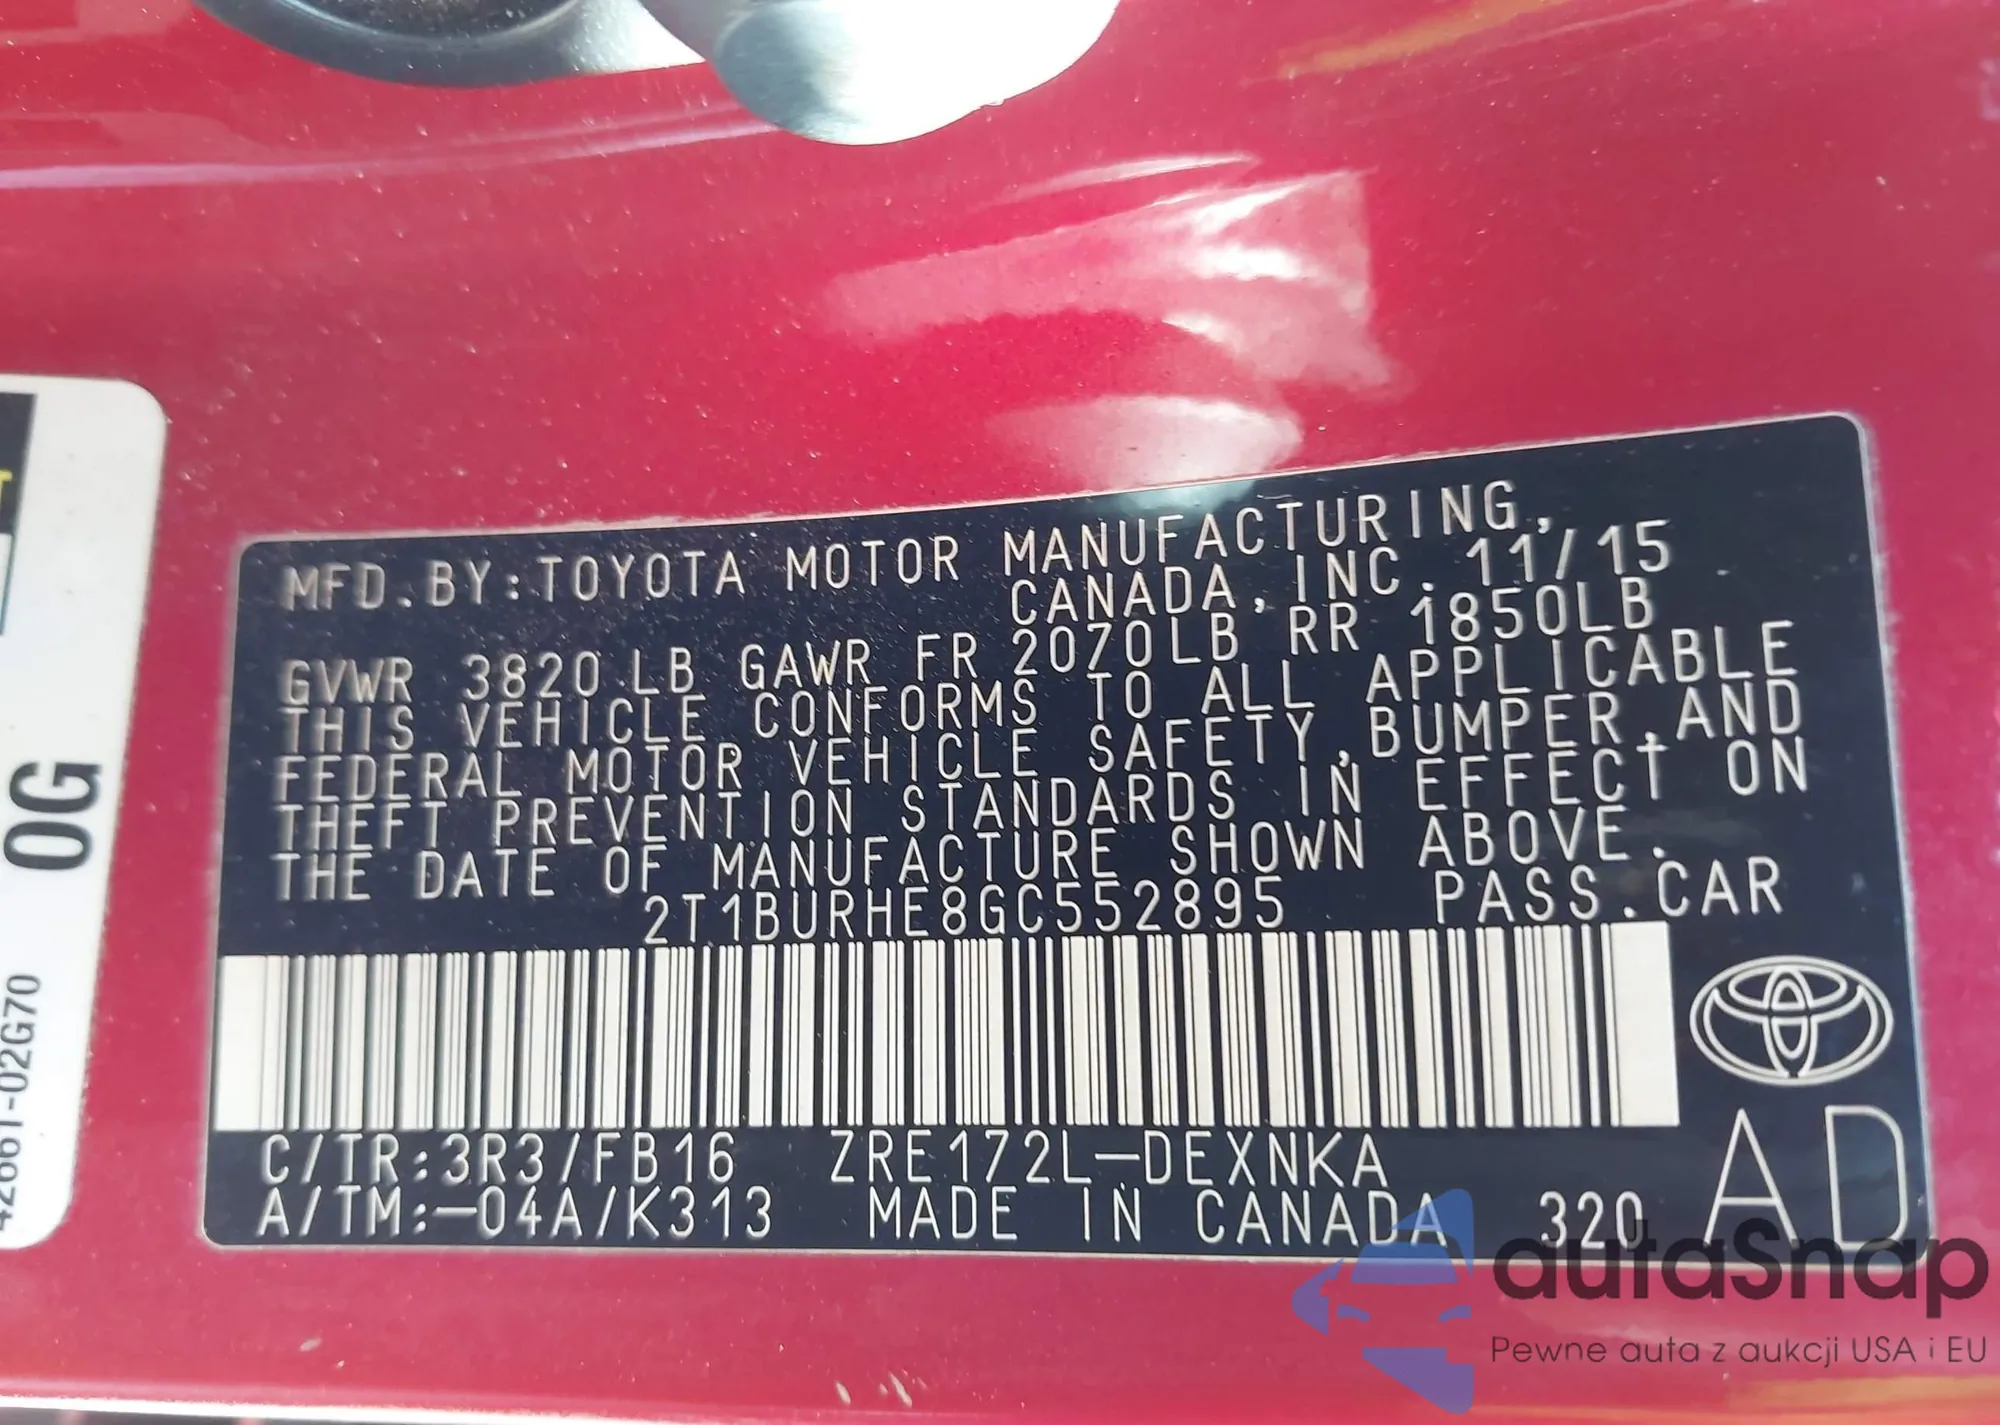 MFD.BY:TOYOTA MOTOR MANUFACTURING,
CANADA,INC. 11/15
GVWR 3820 LB GAWR FR 2070LB RR 1850LB
THIS VEHICLE CONFORMS TO ALL APPLICABLE
FEDERAL MOTOR VEHICLE SAFETY,BUMPER,AND
THEFT PREVENTION STANDARDS IN EFFECT ON
THE DATE OF MANUFACTURE SHOWN ABOVE.
2T1BURHE8GC552895 PASS.CAR
C/TR:3R3/FB16 ZRE172L-DEXNKA
A/TM:-04A/K313 MADE IN CANADA 320 AD
0G
42661-02G70
autaSnap
Pewne auta z aukcji USA i EU